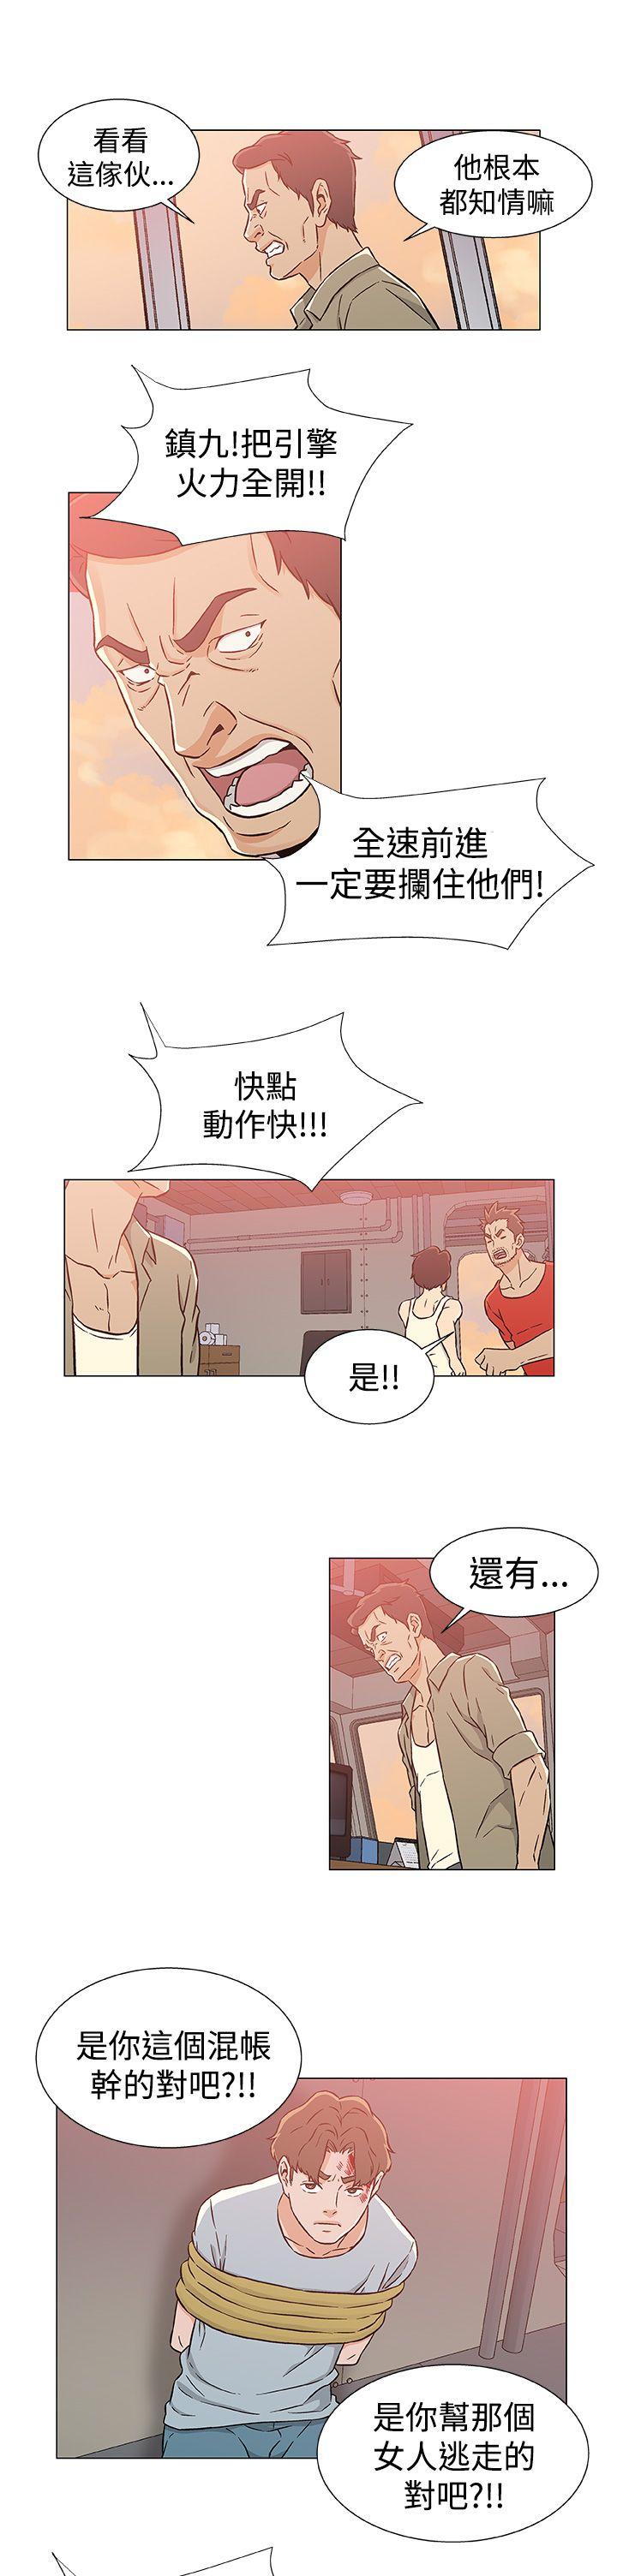 看看
這傢伙...
他根本
都知情嘛
鎮九!把引擎
火力全開!!
全速前進
一定要攔住他們!
快點
動作快!!!
是!!
還有...
是你這個混帳
幹的對吧?!!
是你幫那個
女人逃走的
對吧?!!